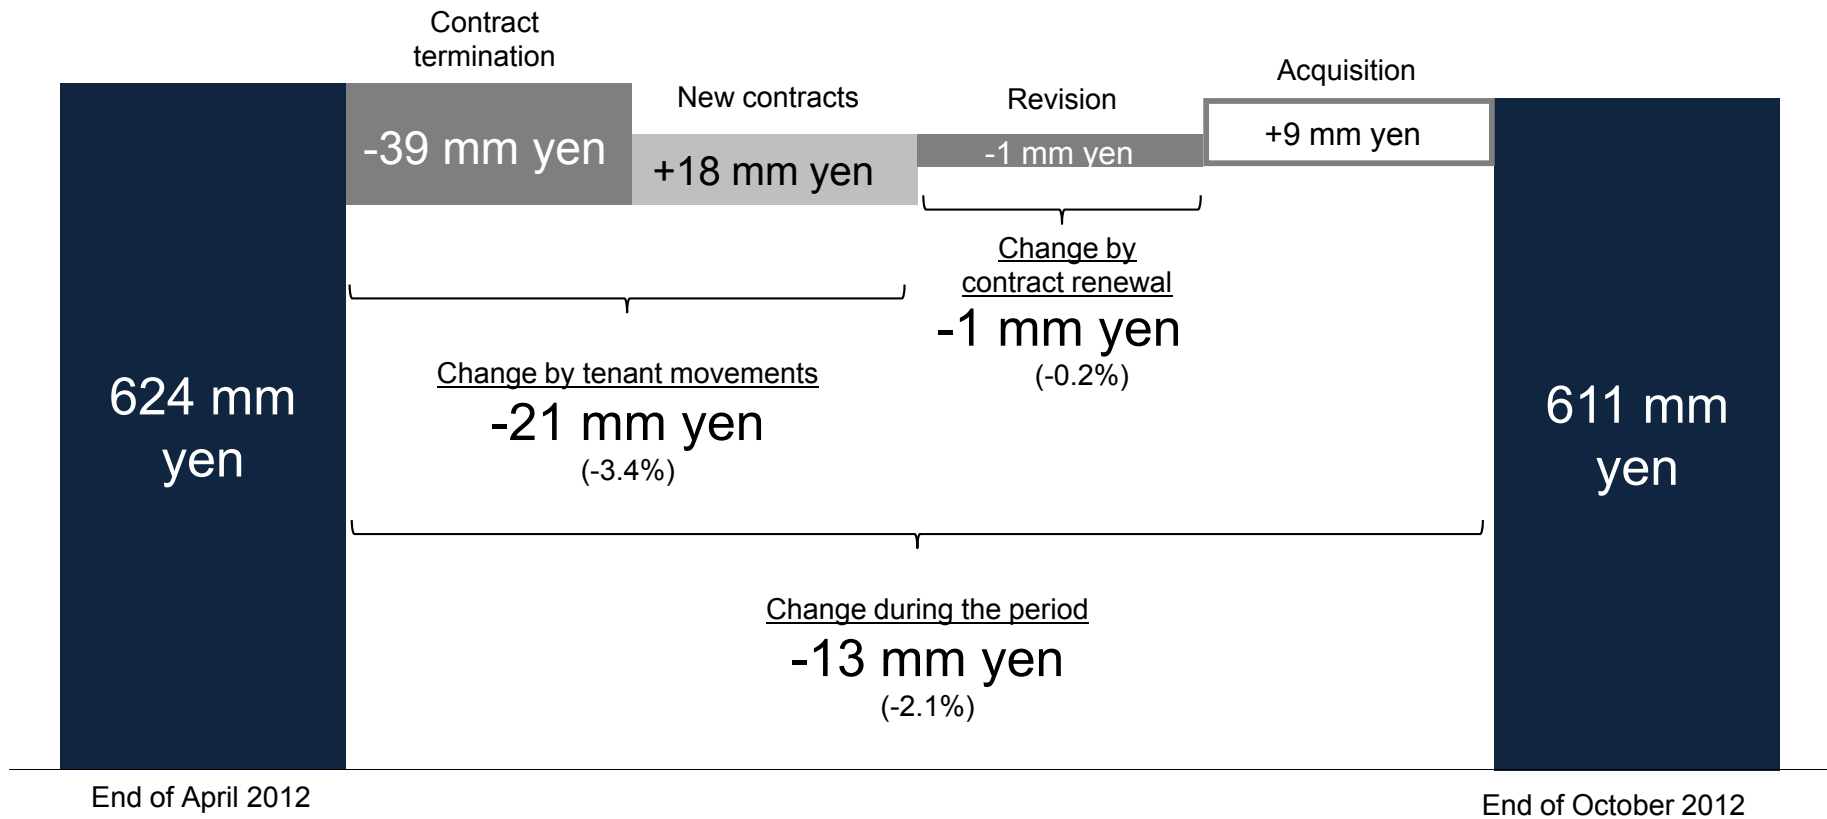 Contract
termination
New contracts
Revision
Acquisition
-39 mm yen
+18 mm yen
-1 mm yen
+9 mm yen
Change by
contract renewal
-1 mm yen
(-0.2%)
Change by tenant movements
-21 mm yen
(-3.4%)
624 mm
yen
611 mm
yen
Change during the period
-13 mm yen
(-2.1%)
End of April 2012
End of October 2012